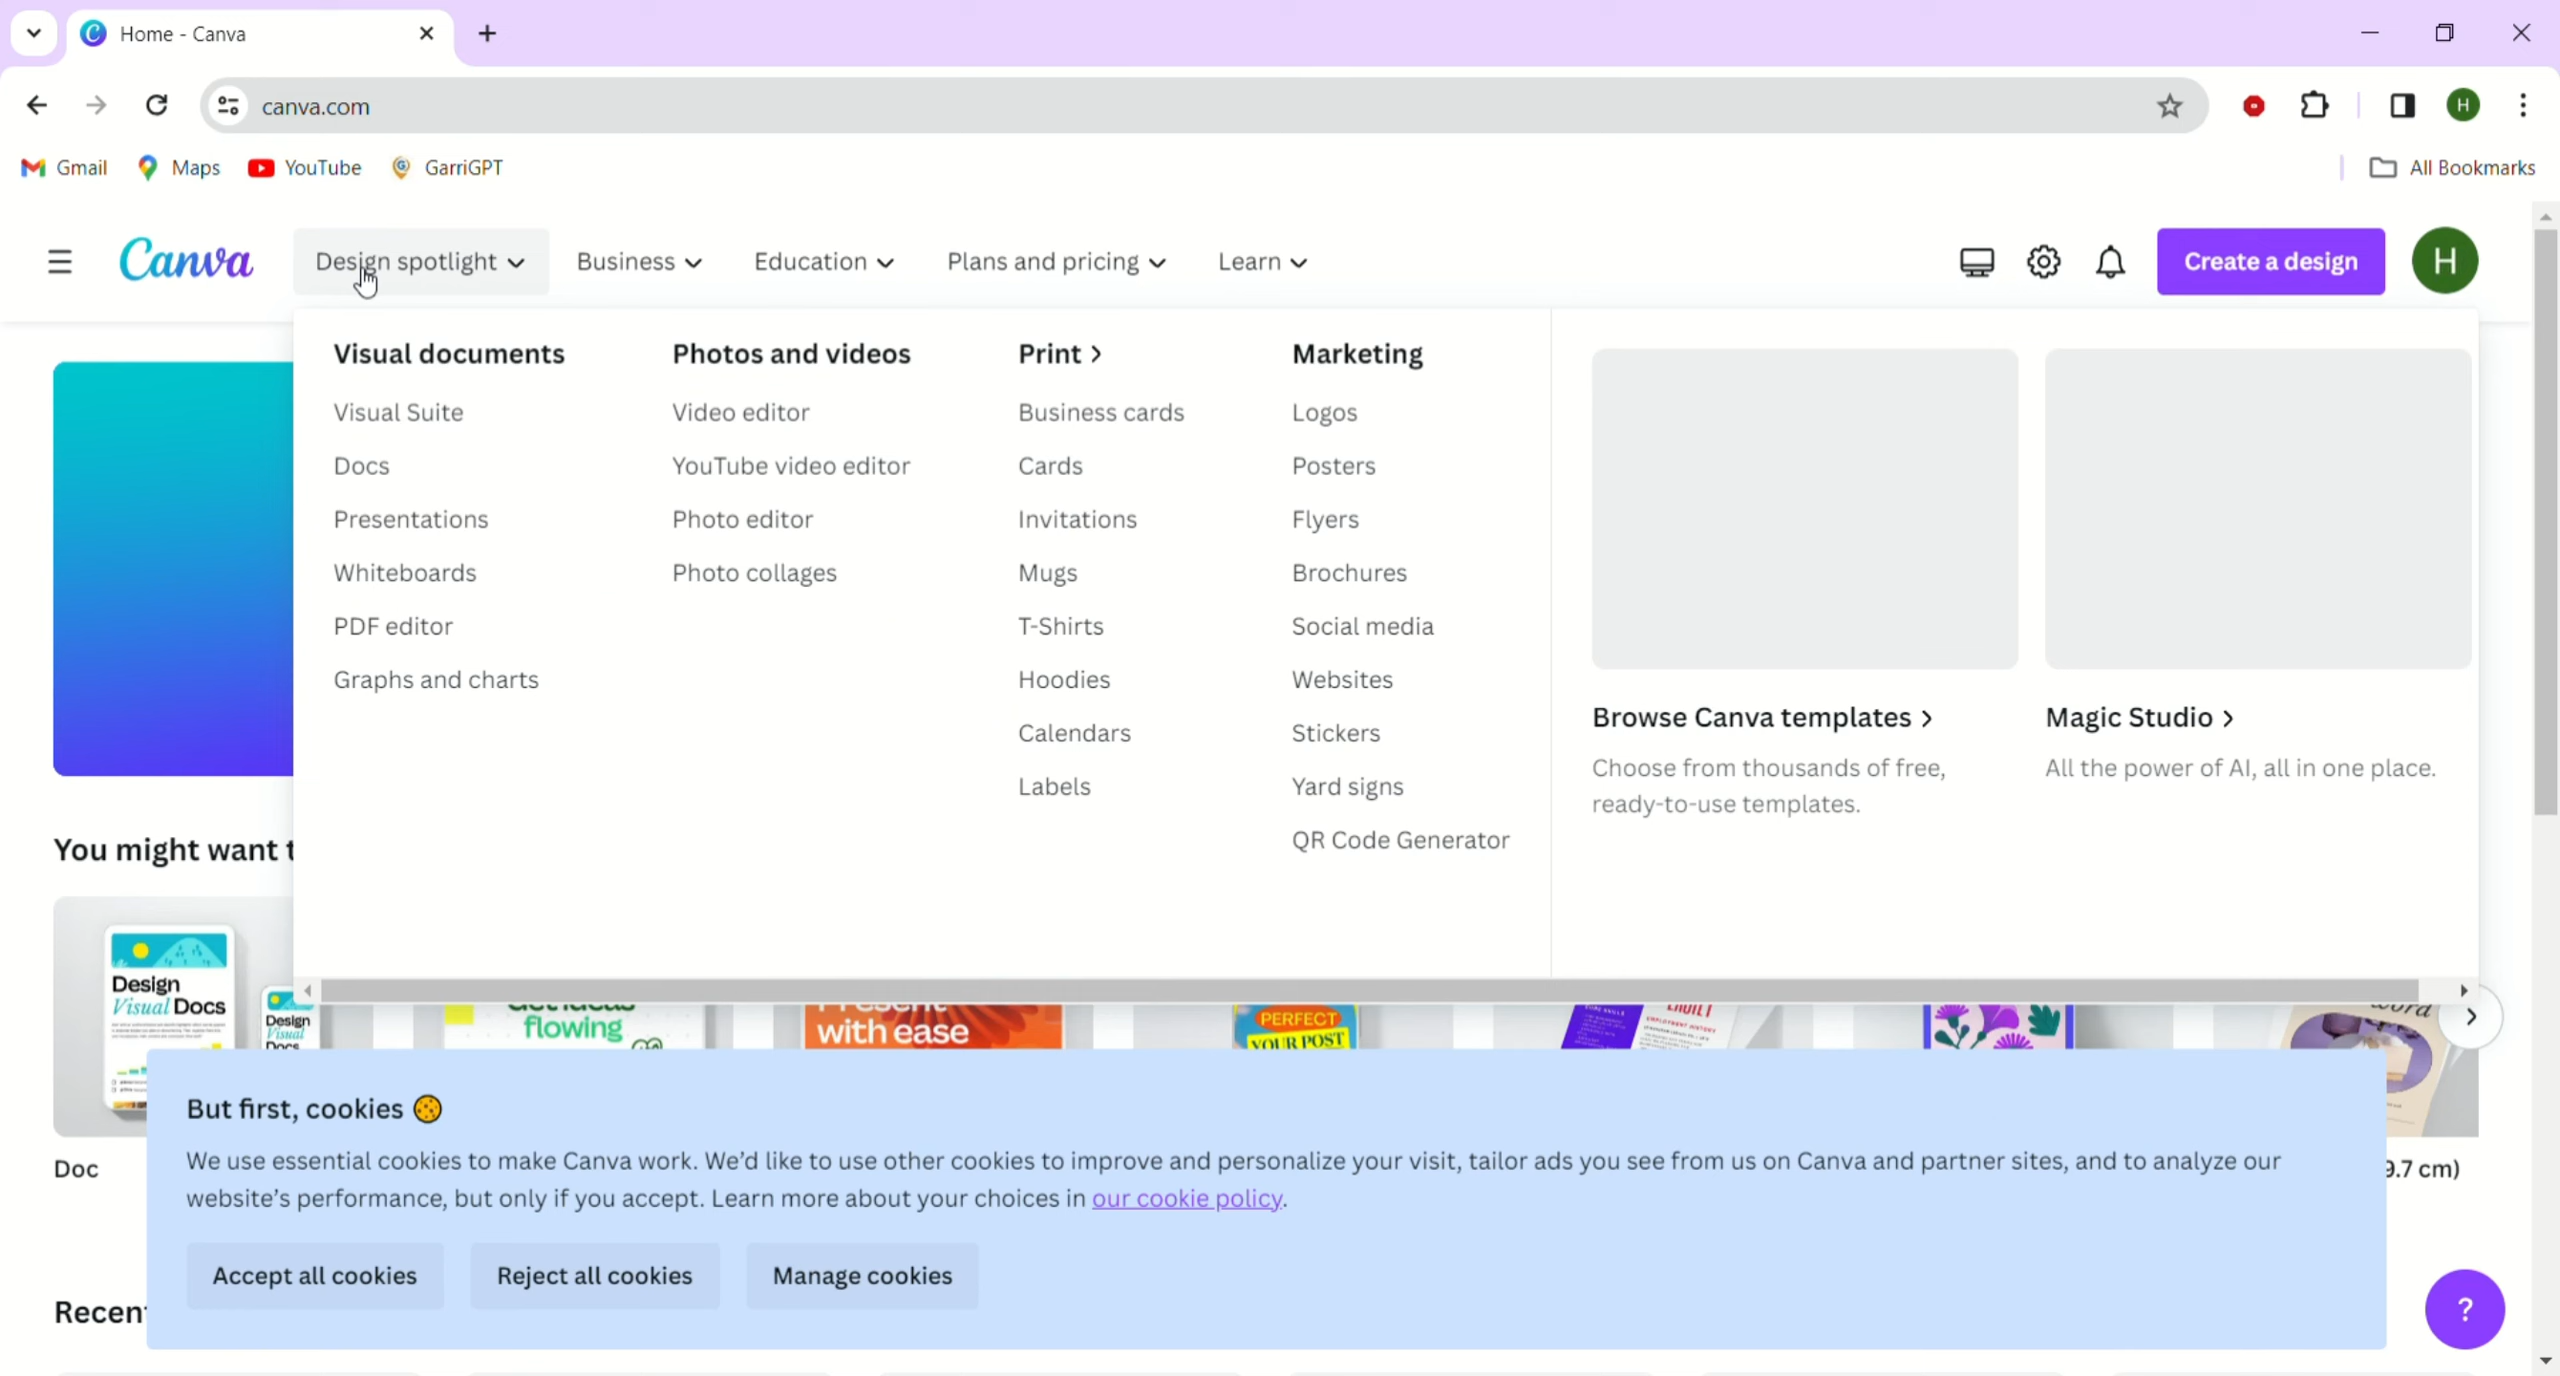 Home - Canva
canva.com
Gmail Maps YouTube GarriGPT
All Bookmarks
H
Canva
Design spotlight
Business
Education
Plans and pricing
Learn
Create a design
H
Visual documents
Visual Suite
Docs
Presentations
Whiteboards
PDF editor
Graphs and charts
Photos and videos
Video editor
YouTube video editor
Photo editor
Photo collages
Print
Business cards
Cards
Invitations
Mugs
T-Shirts
Hoodies
Calendars
Labels
Marketing
Logos
Posters
Flyers
Brochures
Social media
Websites
Stickers
Yard signs
QR Code Generator
Browse Canva templates
Choose from thousands of free,
ready-to-use templates.
Magic Studio
All the power of AI, all in one place.
You might want
Design
Visual Docs
Design
Visual
Docs
flowing
with ease
PERFECT
YOUR POST
EMPLOYMENT HISTORY
Doc
9.7 cm)
But first, cookies
We use essential cookies to make Canva work. We’d like to use other cookies to improve and personalize your visit, tailor ads you see from us on Canva and partner sites, and to analyze our
website’s performance, but only if you accept. Learn more about your choices in our cookie policy.
Accept all cookies
Reject all cookies
Manage cookies
Recen
?